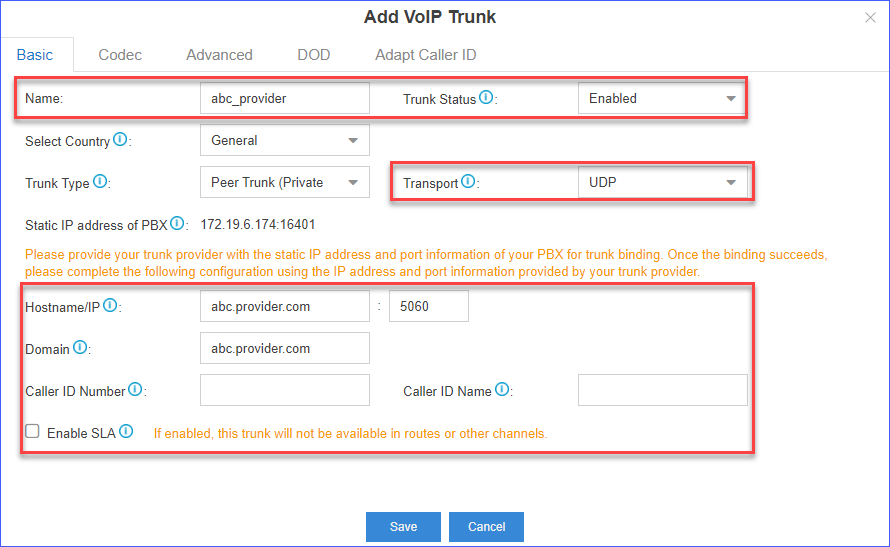 Add VoIP Trunk
Basic Codec Advanced DOD Adapt Caller ID
Name: abc_provider Trunk Status: Enabled
Select Country: General
Trunk Type: Peer Trunk (Private Transport: UDP
Static IP address of PBX: 172.19.6.174:16401
Please provide your trunk provider with the static IP address and port information of your PBX for trunk binding. Once the binding succeeds,
please complete the following configuration using the IP address and port information provided by your trunk provider.
Hostname/IP: abc.provider.com : 5060
Domain: abc.provider.com
Caller ID Number: Caller ID Name:
Enable SLA If enabled, this trunk will not be available in routes or other channels.
Save Cancel